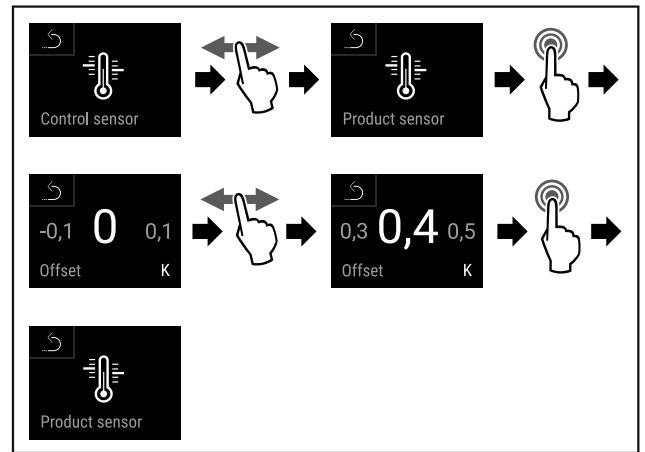 Control sensor
Product sensor
-0,1 0 0,1
Offset K
0,3 0,4 0,5
Offset K
Product sensor